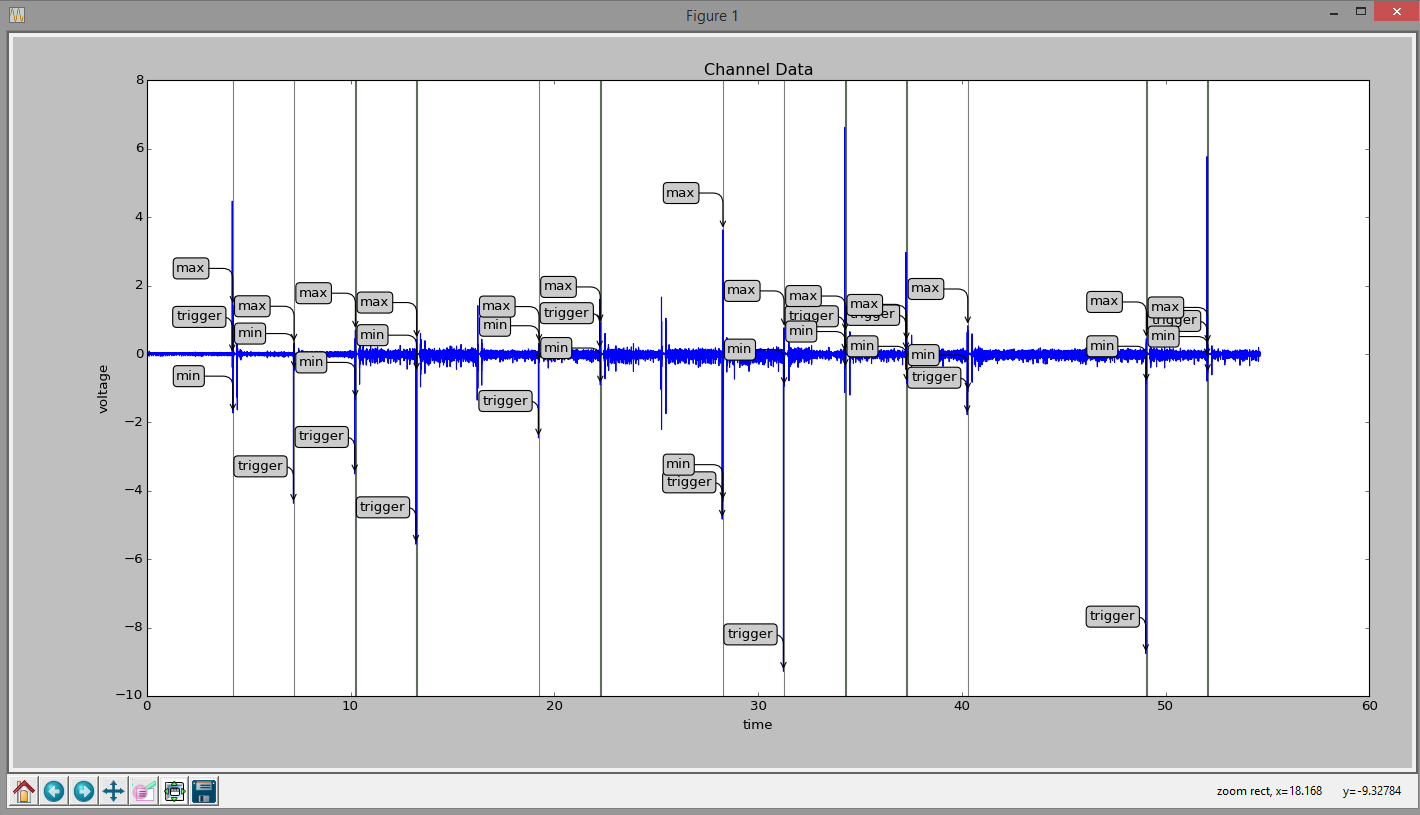 Figure 1
Channel Data
8
6
4
2
0
−2
−4
−6
−8
−10
voltage
0
10
20
30
40
50
60
time
max
trigger
min
max
min
trigger
max
min
trigger
max
min
trigger
max
min
trigger
max
trigger
min
max
min
trigger
max
min
trigger
max
trigger
min
max
trigger
min
max
min
trigger
max
min
trigger
max
trigger
min
zoom rect, x=18.168 y=-9.32784